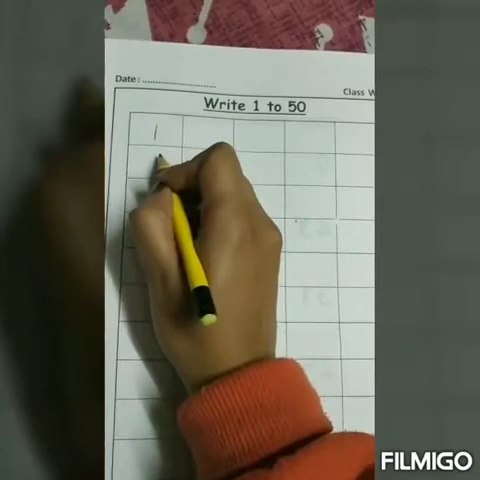 Date: ........................
Class W
Write 1 to 50
1
FILMIGO